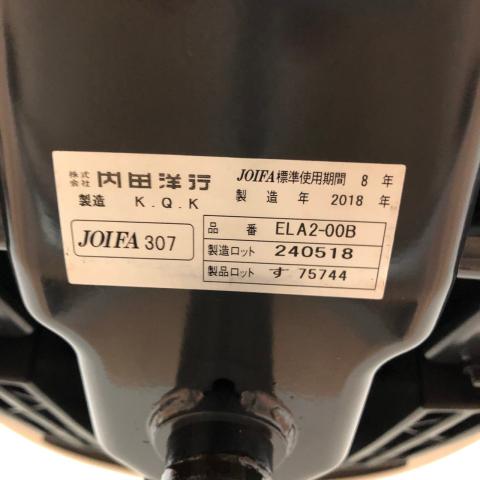 株式会社 内田洋行 JOIFA標準使用期間 8 年
製造 K.Q.K 製 造 年 2018 年
JOIFA 307
品 番 ELA2-00B
製造ロット 240518
製品ロット す 75744